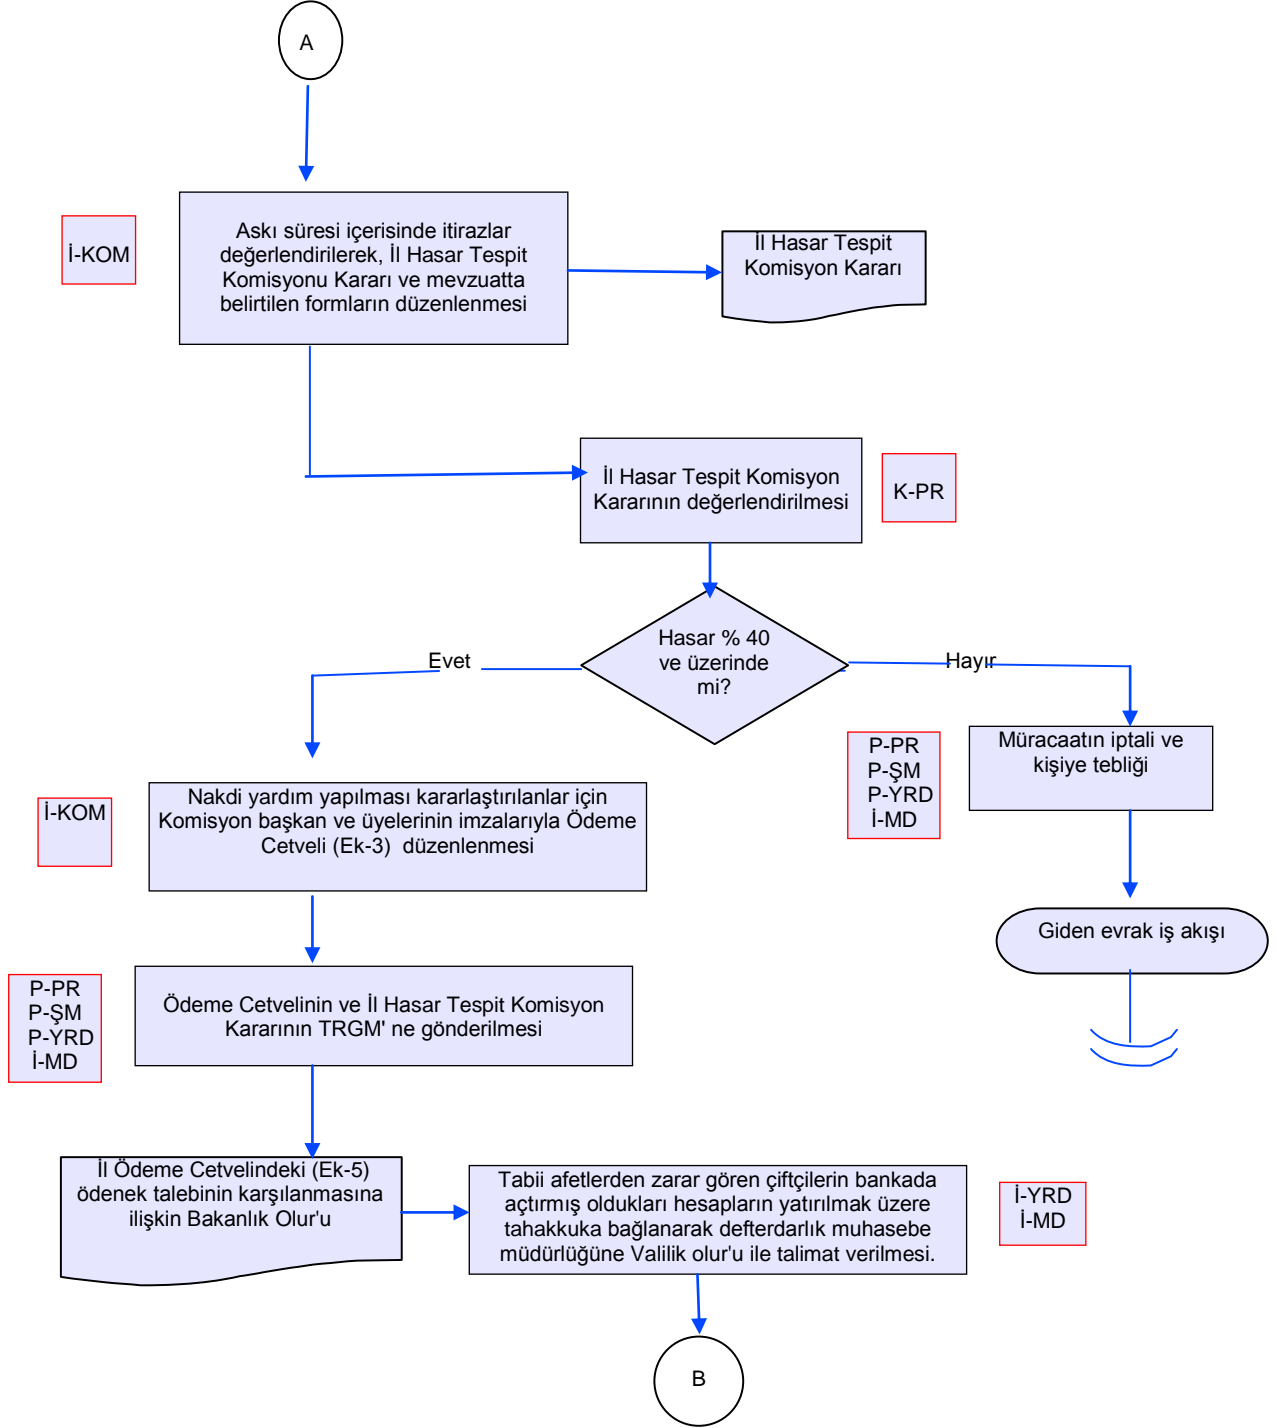 A
İ-KOM
Askı süresi içerisinde itirazlar
değerlendirilerek, İl Hasar Tespit
Komisyonu Kararı ve mevzuatta
belirtilen formların düzenlenmesi
İl Hasar Tespit
Komisyon Kararı
İl Hasar Tespit Komisyon
Kararının değerlendirilmesi
K-PR
Hasar % 40
ve üzerinde
mi?
Evet
Hayır
P-PR
P-ŞM
P-YRD
İ-MD
Müracaatın iptali ve
kişiye tebliği
İ-KOM
Nakdi yardım yapılması kararlaştırılanlar için
Komisyon başkan ve üyelerinin imzalarıyla Ödeme
Cetveli (Ek-3) düzenlenmesi
Giden evrak iş akışı
P-PR
P-ŞM
P-YRD
İ-MD
Ödeme Cetvelinin ve İl Hasar Tespit Komisyon
Kararının TRGM' ne gönderilmesi
İl Ödeme Cetvelindeki (Ek-5)
ödenek talebinin karşılanmasına
ilişkin Bakanlık Olur'u
Tabii afetlerden zarar gören çiftçilerin bankada
açtırmış oldukları hesapların yatırılmak üzere
tahakkuka bağlanarak defterdarlık muhasebe
müdürlüğüne Valilik olur'u ile talimat verilmesi.
İ-YRD
İ-MD
B